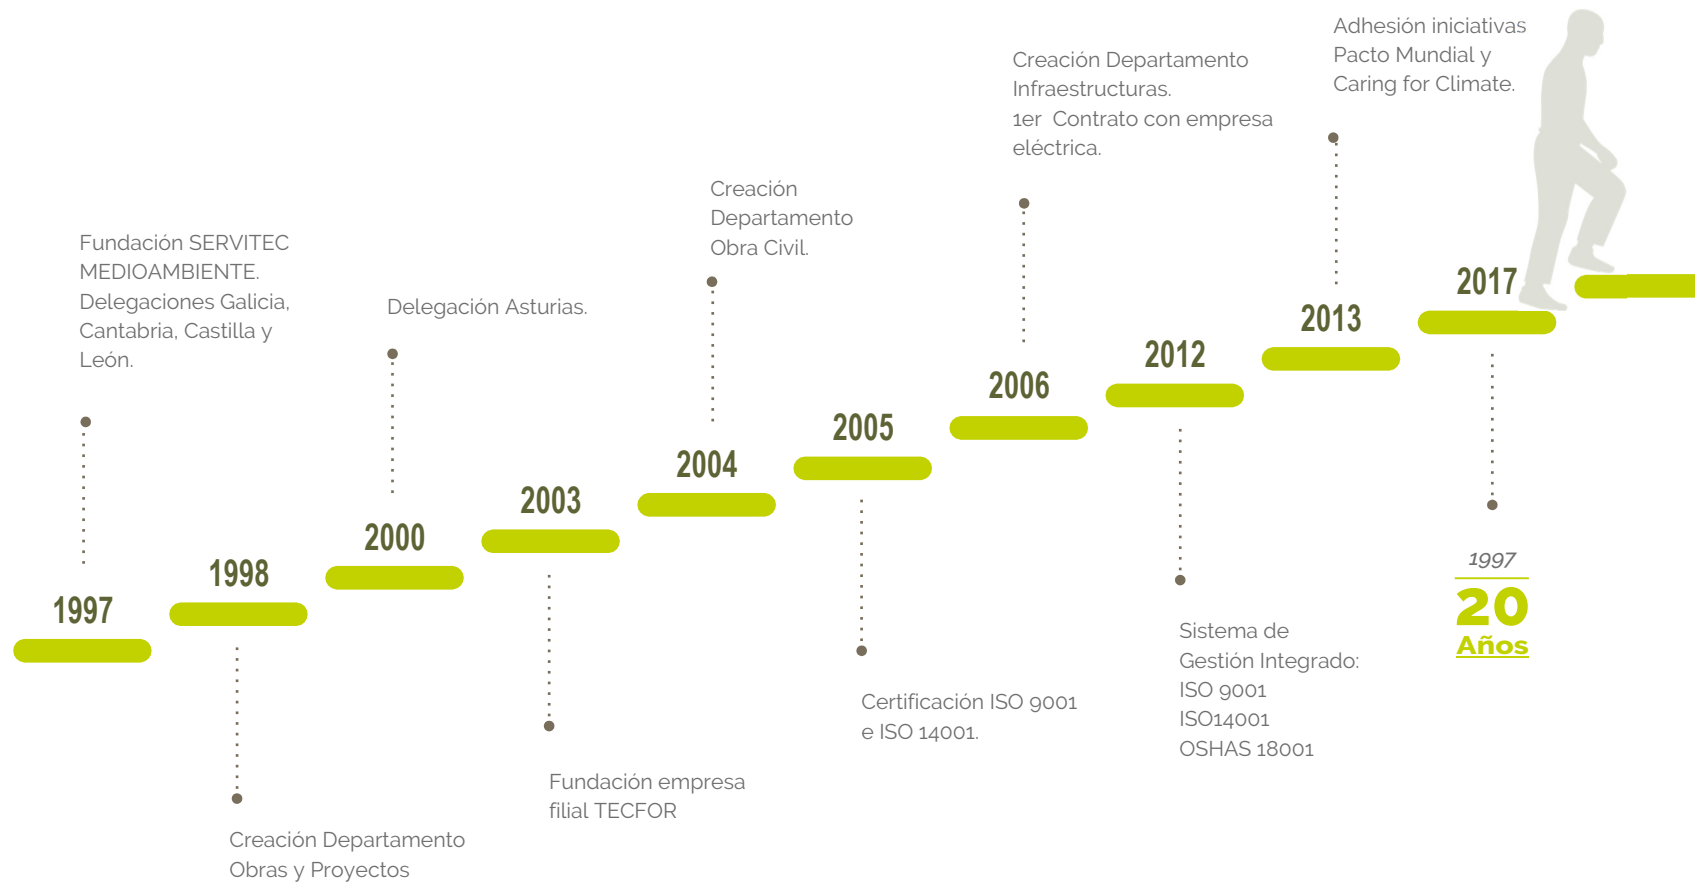 1997
Fundación SERVITEC
MEDIOAMBIENTE.
Delegaciones Galicia,
Cantabria, Castilla y
León.
1998
Creación Departamento
Obras y Proyectos
2000
Delegación Asturias.
2003
Fundación empresa
filial TECFOR
2004
Creación
Departamento
Obra Civil.
2005
Certificación ISO 9001
e ISO 14001.
2006
Creación Departamento
Infraestructuras.
1er  Contrato con empresa
eléctrica.
2012
Sistema de
Gestión Integrado:
ISO 9001
ISO14001
OSHAS 18001
2013
Adhesión iniciativas
Pacto Mundial y
Caring for Climate.
2017
1997
20
Años